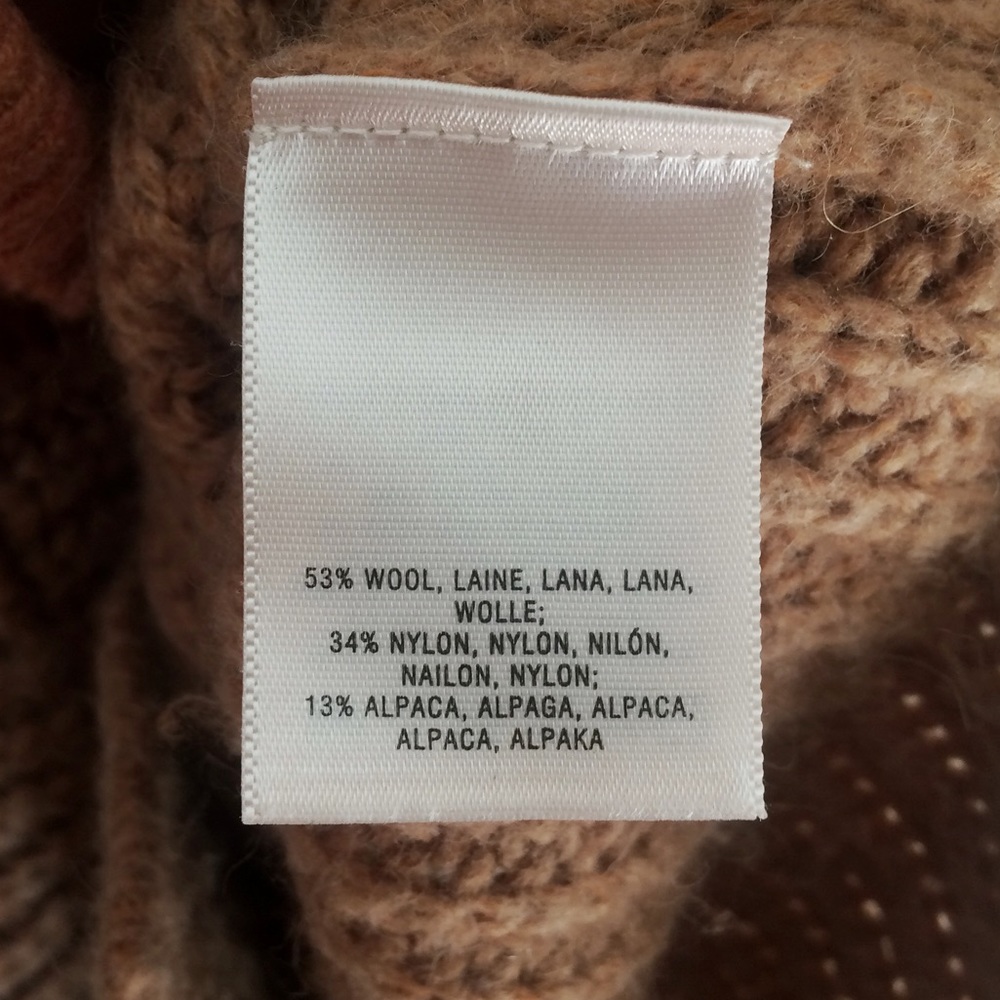 53% WOOL, LAINE, LANA, LANA,
WOLLE;
34% NYLON, NYLON, NILÓN,
NAILON, NYLON;
13% ALPACA, ALPAGA, ALPACA,
ALPACA, ALPAKA